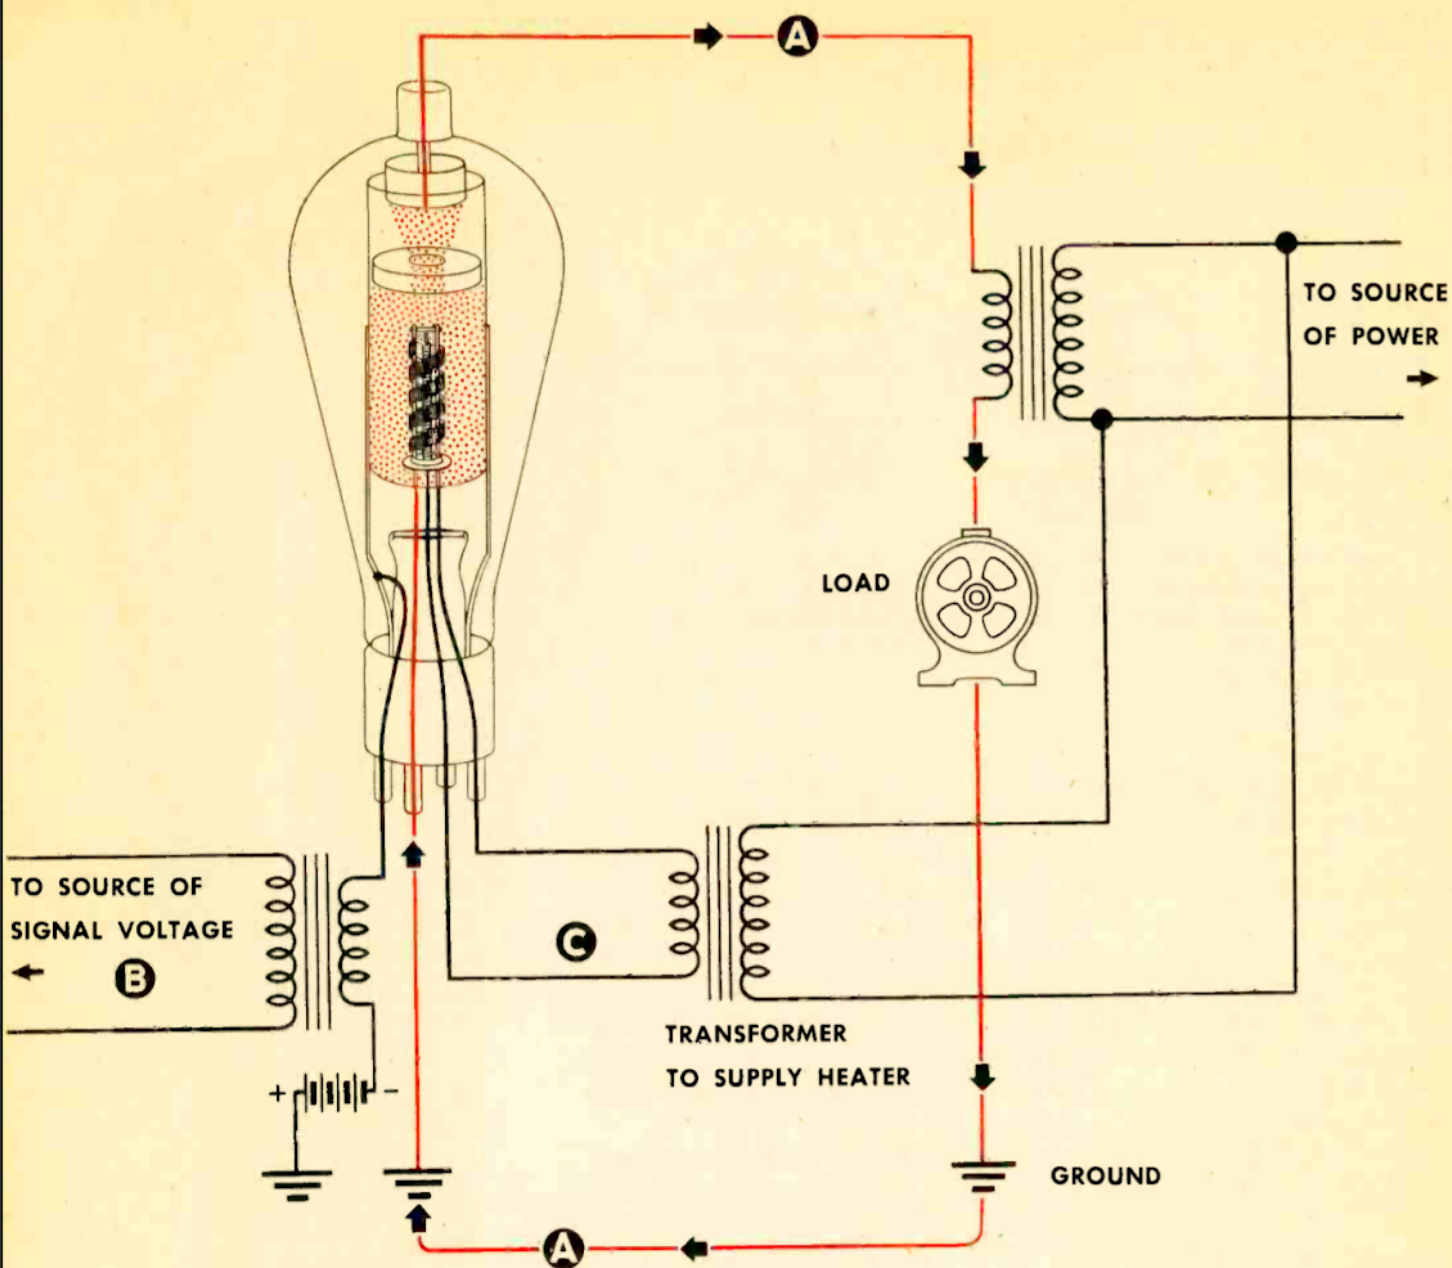 A
TO SOURCE
OF POWER
LOAD
TO SOURCE OF
SIGNAL VOLTAGE
B
C
TRANSFORMER
TO SUPPLY HEATER
+
-
GROUND
A